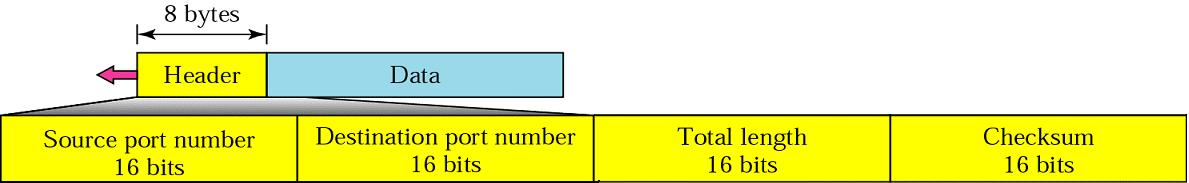 8 bytes
Header
Data
Source port number
16 bits
Destination port number
16 bits
Total length
16 bits
Checksum
16 bits